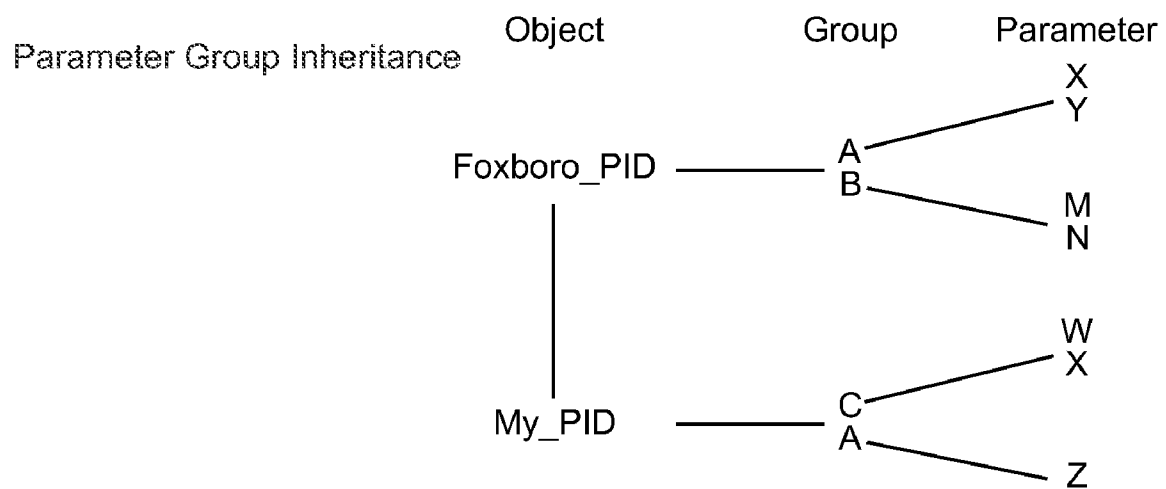 Object Group Parameter
Parameter Group Inheritance
X
Y
Foxboro_PID A
B
M
N
W
X
My_PID C
A
Z